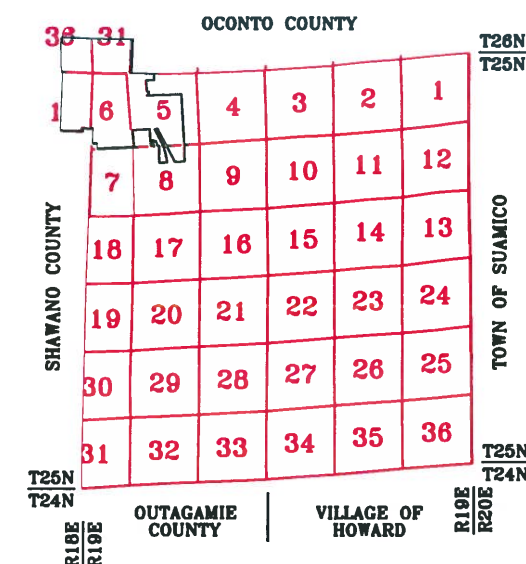 OCONTO COUNTY
36 31
T26N
T25N
1 6 5 4 3 2 1
7 8 9 10 11 12
18 17 16 15 14 13
19 20 21 22 23 24
30 29 28 27 26 25
31 32 33 34 35 36
SHAWANO COUNTY
TOWN OF SUAMICO
T25N
T24N
T25N
T24N
R18E
R19E
OUTAGAMIE
COUNTY
VILLAGE OF
HOWARD
R19E
R20E